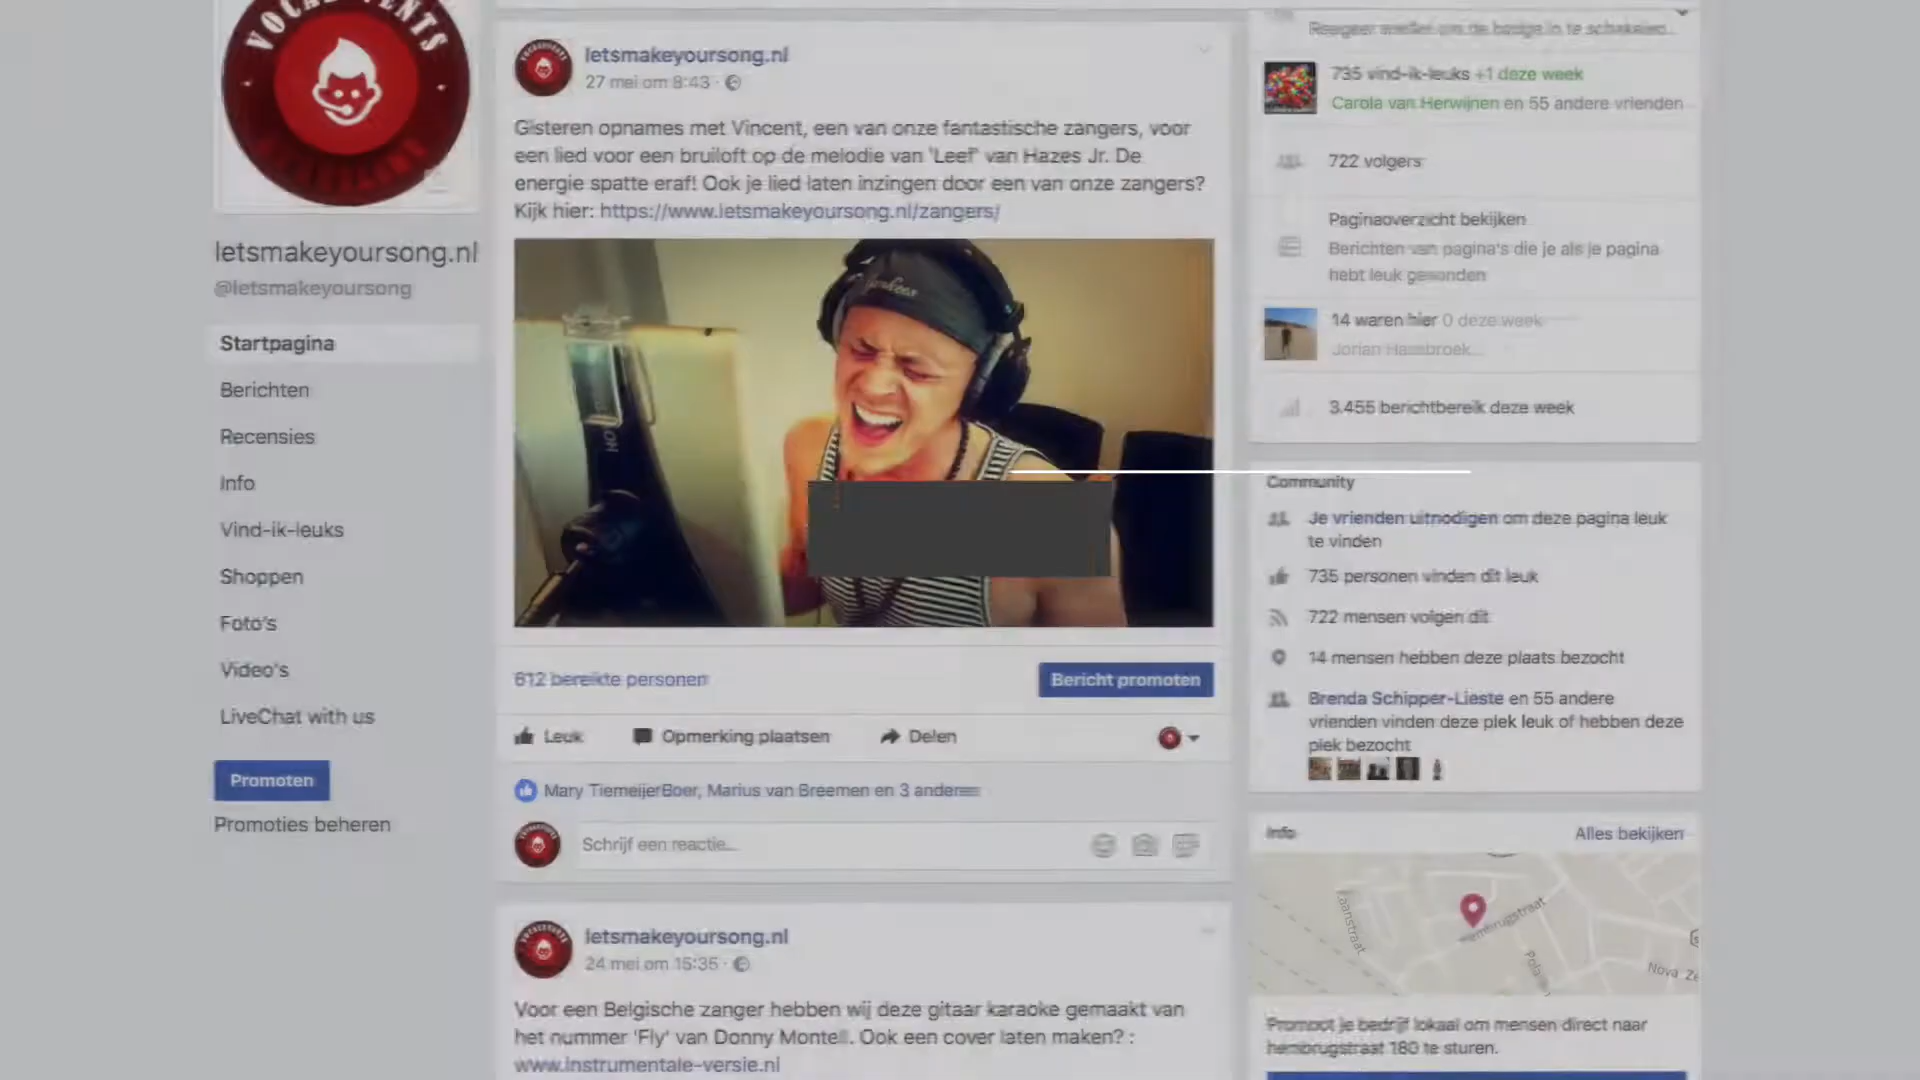 VOCAL EVENTS
letsmakeyoursong.nl
@letsmakeyoursong
Startpagina
Berichten
Recensies
Info
Vind-ik-leuks
Shoppen
Foto's
Video's
LiveChat with us
Promoten
Promoties beheren
letsmakeyoursong.nl
27 mei om 8:43 ·
Gisteren opnames met Vincent, een van onze fantastische zangers, voor
een lied voor een bruiloft op de melodie van 'Leef' van Hazes Jr. De
energie spatte eraf! Ook je lied laten inzingen door een van onze zangers?
Kijk hier: https://www.letsmakeyoursong.nl/zangers/
Yankees
612 bereikte personen
Bericht promoten
Leuk
Opmerking plaatsen
Delen
Mary TiemeijerBoer, Marius van Breemen en 3 anderen
Schrijf een reactie...
letsmakeyoursong.nl
24 mei om 15:35 ·
Voor een Belgische zanger hebben wij deze gitaar karaoke gemaakt van
het nummer 'Fly' van Donny Montell. Ook een cover laten maken? :
www.instrumentale-versie.nl
Reageer sneller om de badge in te schakelen...
735 vind-ik-leuks +1 deze week
Carola van Herwijnen en 55 andere vrienden
722 volgers
Paginaoverzicht bekijken
Berichten van pagina's die je als je pagina
hebt leuk gevonden
14 waren hier 0 deze week
Jorian Hassbroek...
3.455 berichtbereik deze week
Community
Je vrienden uitnodigen om deze pagina leuk
te vinden
735 personen vinden dit leuk
722 mensen volgen dit
14 mensen hebben deze plaats bezocht
Brenda Schipper-Lieste en 55 andere
vrienden vinden deze plek leuk of hebben deze
plek bezocht
Info
Alles bekijken
Hembrugstraat
Pola
Nova Ze
Promoot je bedrijf lokaal om mensen direct naar
hembrugstraat 180 te sturen.